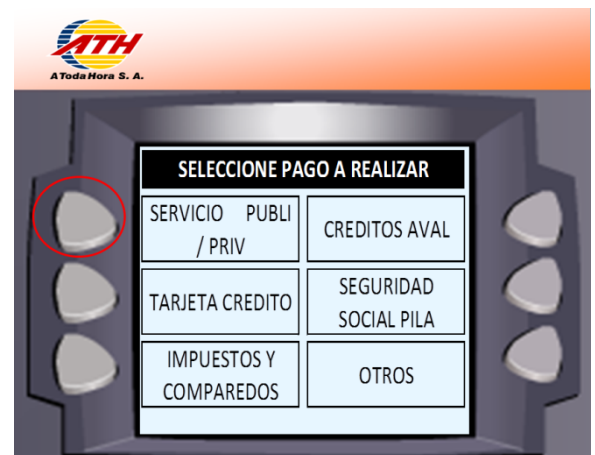 ATH
A Toda Hora S. A.
SELECCIONE PAGO A REALIZAR
SERVICIO PUBLI
/ PRIV
CREDITOS AVAL
TARJETA CREDITO
SEGURIDAD
SOCIAL PILA
IMPUESTOS Y
COMPAREDOS
OTROS